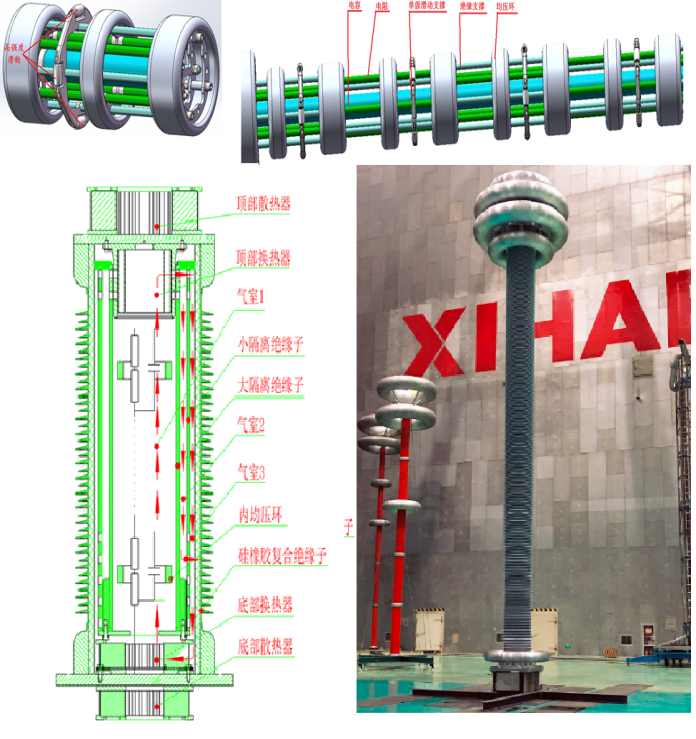 高强度
滑轮
电容
电阻
单级滑动支撑
绝缘支撑
均压环
顶部散热器
顶部换热器
气室1
小隔离绝缘子
大隔离绝缘子
气室2
气室3
内均压环
子
硅橡胶复合绝缘子
底部换热器
底部散热器
XIHA